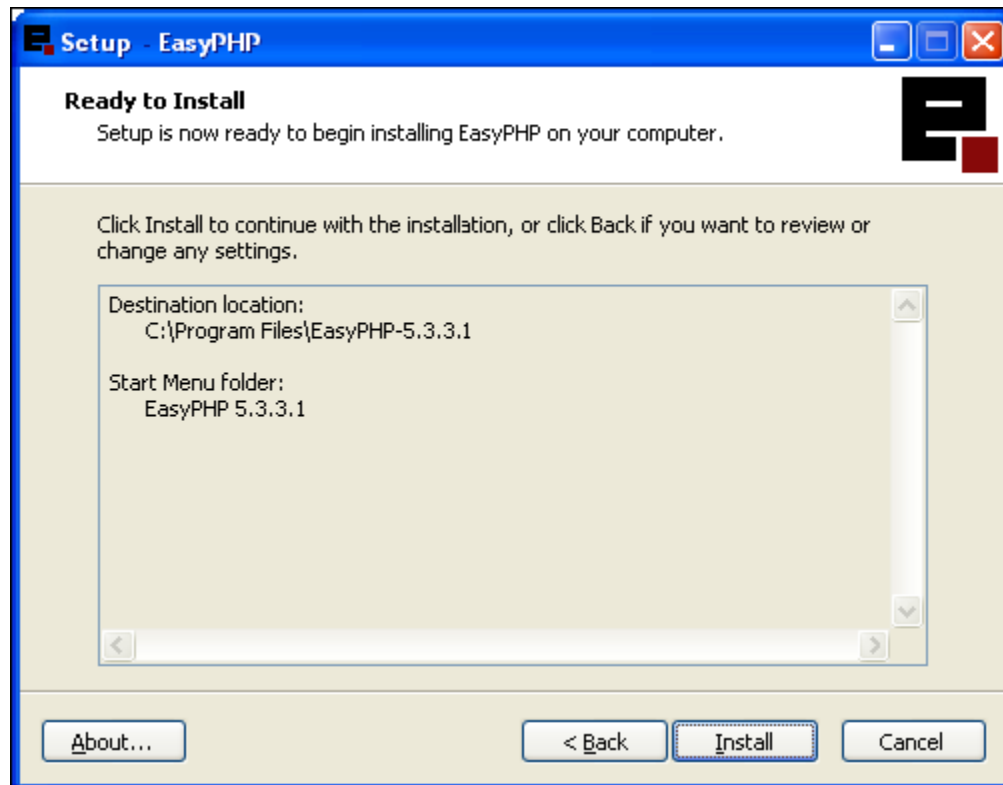 Setup - EasyPHP
Ready to Install
Setup is now ready to begin installing EasyPHP on your computer.
Click Install to continue with the installation, or click Back if you want to review or
change any settings.
Destination location:
C:\Program Files\EasyPHP-5.3.3.1
Start Menu folder:
EasyPHP 5.3.3.1
About... < Back Install Cancel